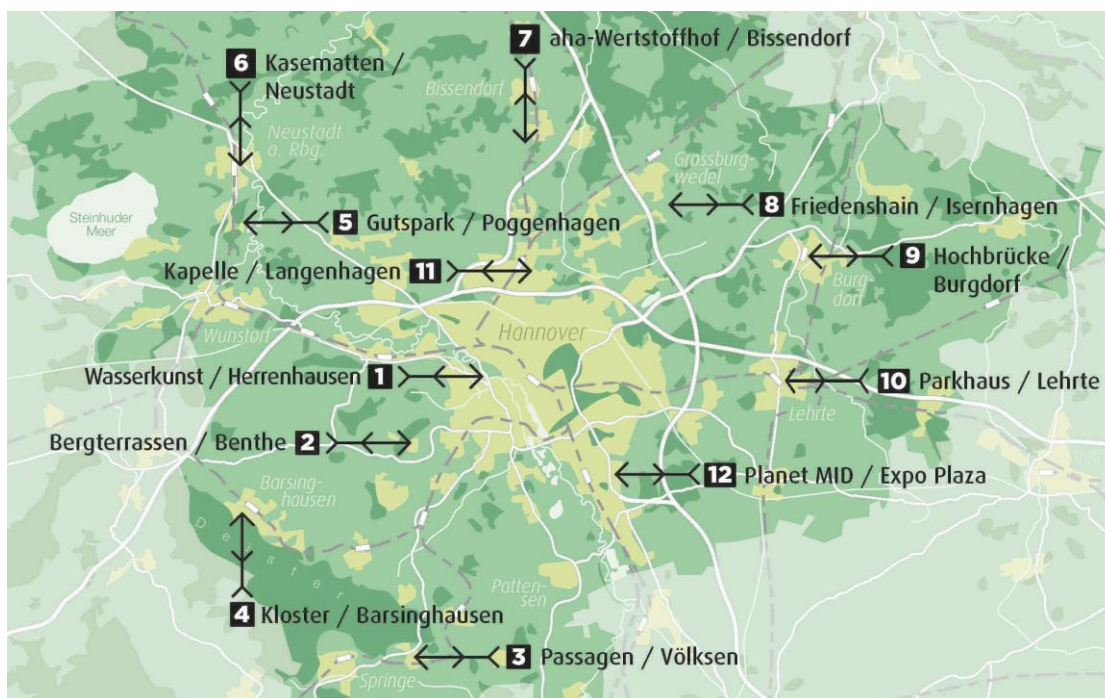 7 aha-Wertstoffhof / Bissendorf
6 Kasematten /
Neustadt
Bissendorf
Neustadt
a. Rbg.
Grossburg-
wedel
Steinhuder
Meer
5 Gutspark / Poggenhagen
8 Friedenshain / Isernhagen
Kapelle / Langenhagen 11
9 Hochbrücke /
Burgdorf
Burg
dorf
Wunstorf
Hannover
Wasserkunst / Herrenhausen 1
10 Parkhaus / Lehrte
Lehrte
Bergterrassen / Benthe 2
12 Planet MID / Expo Plaza
Barsing-
hausen
Deister
Patten-
sen
4 Kloster / Barsinghausen
3 Passagen / Völksen
Springe